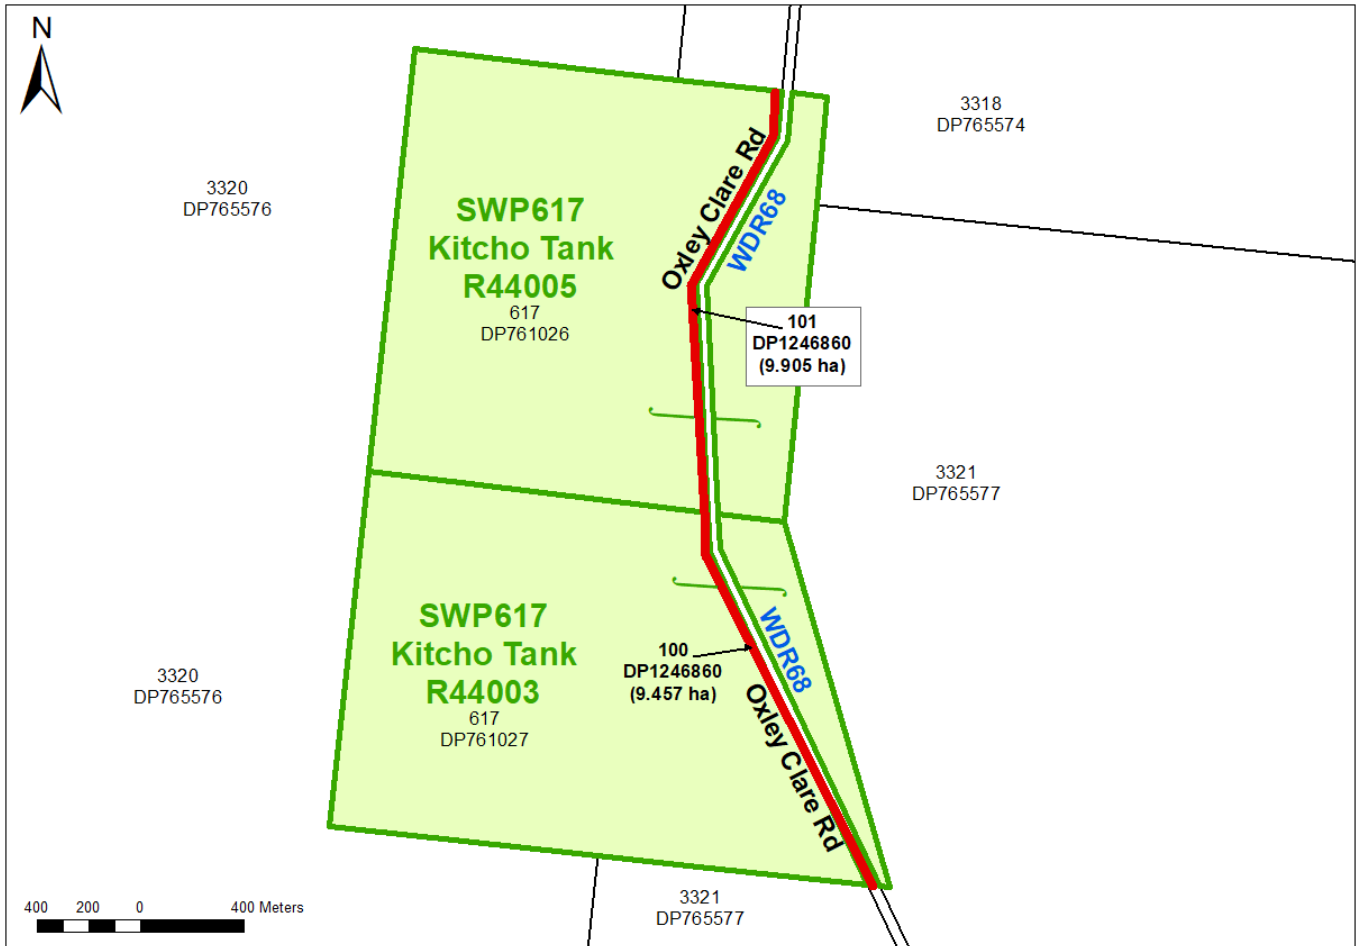 N
3318
DP765574
3320
DP765576
Oxley Clare Rd
WDR68
SWP617
Kitcho Tank
R44005
617
DP761026
101
DP1246860
(9.905 ha)
3321
DP765577
SWP617
Kitcho Tank
R44003
617
DP761027
3320
DP765576
100
DP1246860
(9.457 ha)
WDR68
Oxley Clare Rd
3321
DP765577
400 200 0 400 Meters